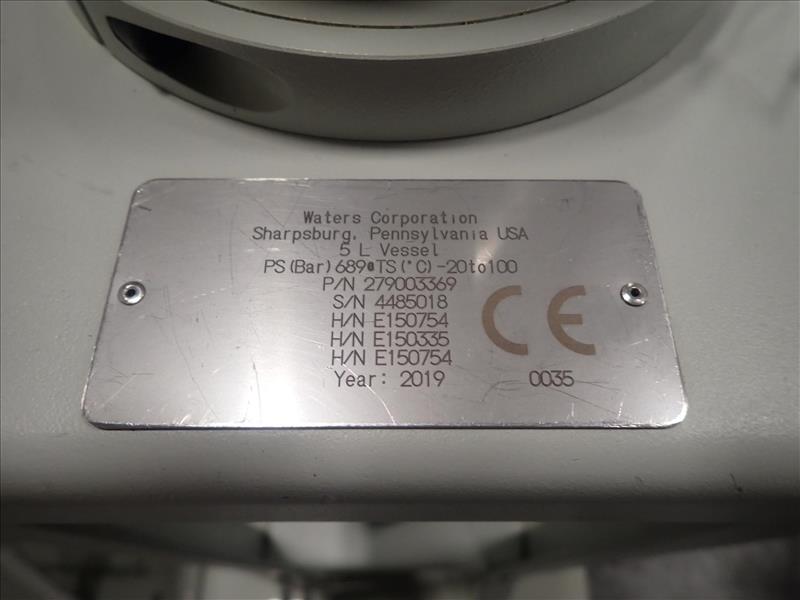 Waters Corporation
Sharpsburg, Pennsylvania USA
5 L Vessel
PS (Bar) 689@TS (°C) -20to100
P/N 279003369
S/N 4485018
H/N E150754
H/N E150335
H/N E150754
Year: 2019
CE
0035